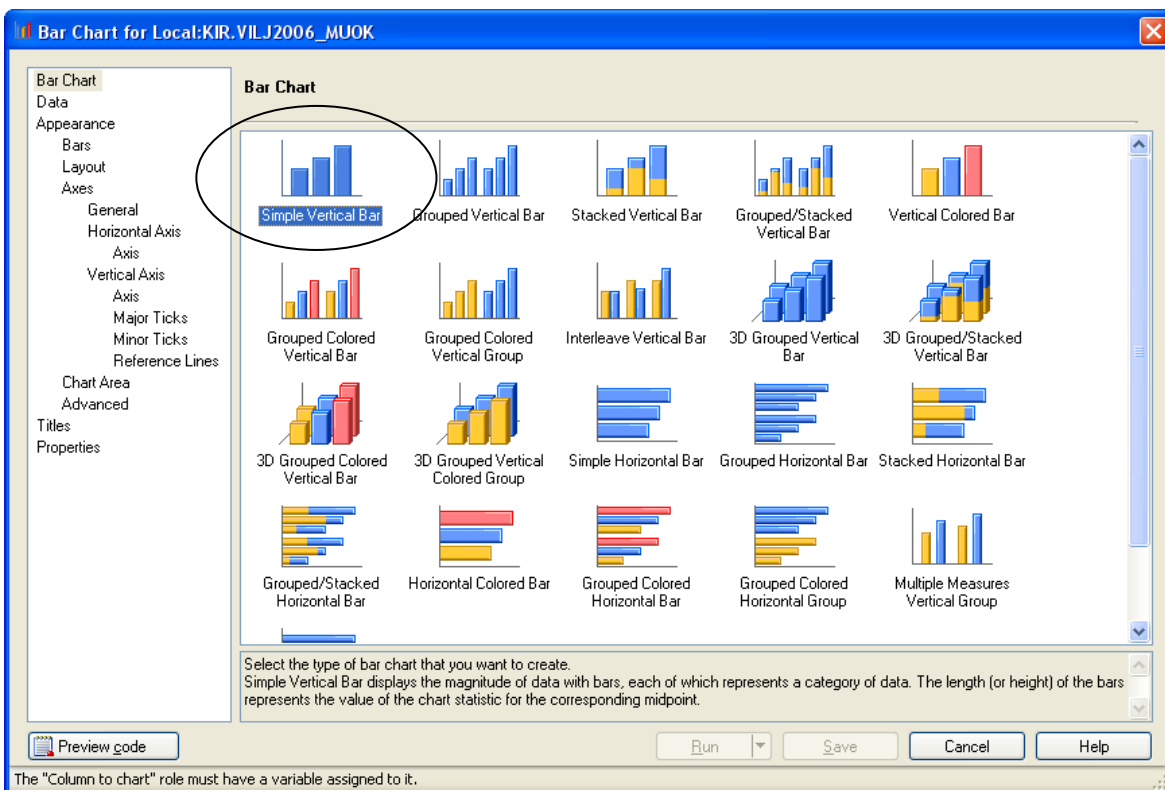 Bar Chart for Local:KIR.VILJ2006_MUOK
Bar Chart
Data
Appearance
Bars
Layout
Axes
General
Horizontal Axis
Axis
Vertical Axis
Axis
Major Ticks
Minor Ticks
Reference Lines
Chart Area
Advanced
Titles
Properties
Bar Chart
Simple Vertical Bar
Grouped Vertical Bar
Stacked Vertical Bar
Grouped/Stacked
Vertical Bar
Vertical Colored Bar
Grouped Colored
Vertical Bar
Grouped Colored
Vertical Group
Interleave Vertical Bar
3D Grouped Vertical
Bar
3D Grouped/Stacked
Vertical Bar
3D Grouped Colored
Vertical Bar
3D Grouped Vertical
Colored Group
Simple Horizontal Bar
Grouped Horizontal Bar
Stacked Horizontal Bar
Grouped/Stacked
Horizontal Bar
Horizontal Colored Bar
Grouped Colored
Horizontal Bar
Grouped Colored
Horizontal Group
Multiple Measures
Vertical Group
Select the type of bar chart that you want to create.
Simple Vertical Bar displays the magnitude of data with bars, each of which represents a category of data. The length (or height) of the bars
represents the value of the chart statistic for the corresponding midpoint.
Preview code
Run
Save
Cancel
Help
The "Column to chart" role must have a variable assigned to it.